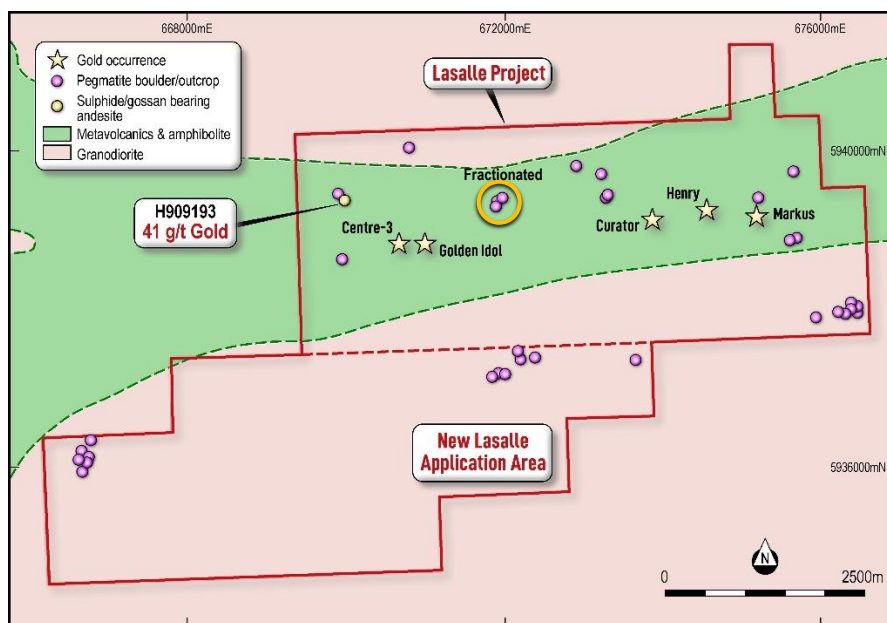 668000mE
672000mE
676000mE
Gold occurrence
Pegmatite boulder/outcrop
Sulphide/gossan bearing
andesite
Metavolcanics & amphibolite
Granodiorite
Lasalle Project
5940000mN
Fractionated
H909193
41 g/t Gold
Centre-3
Golden Idol
Curator
Henry
Markus
New Lasalle
Application Area
5936000mN
N
0
2500m